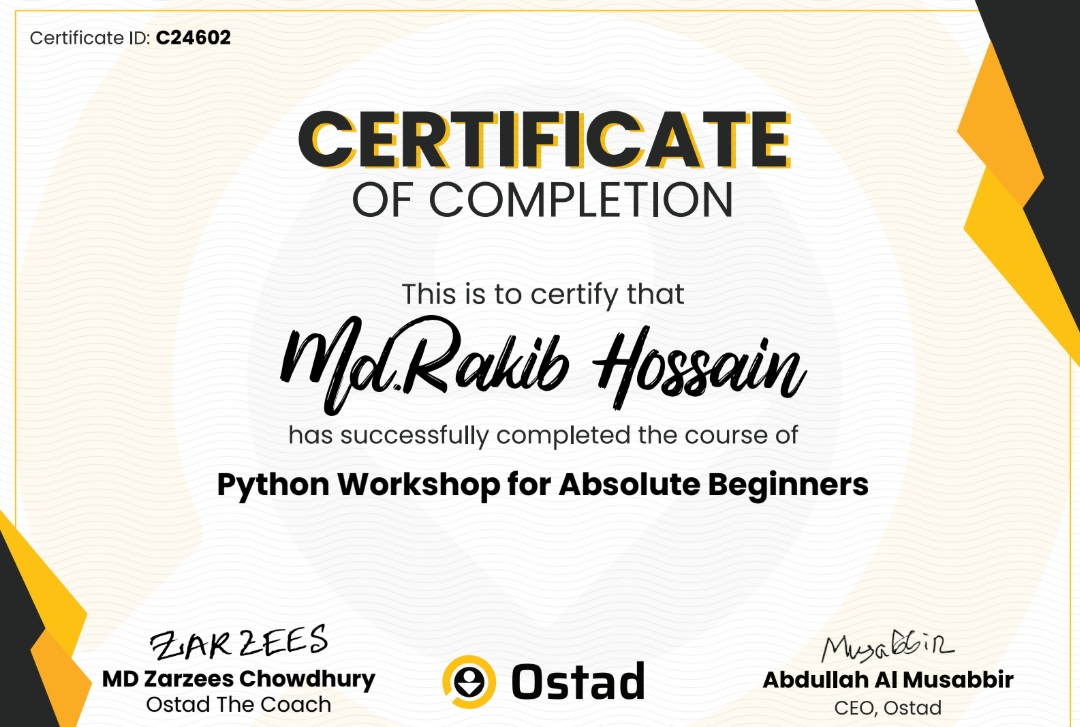 Certificate ID: C24602
CERTIFICATE
OF COMPLETION
This is to certify that
Md.Rakib Hossain
has successfully completed the course of
Python Workshop for Absolute Beginners
ZARZEES
MD Zarzees Chowdhury
Ostad The Coach
Ostad
Musabbir
Abdullah Al Musabbir
CEO, Ostad